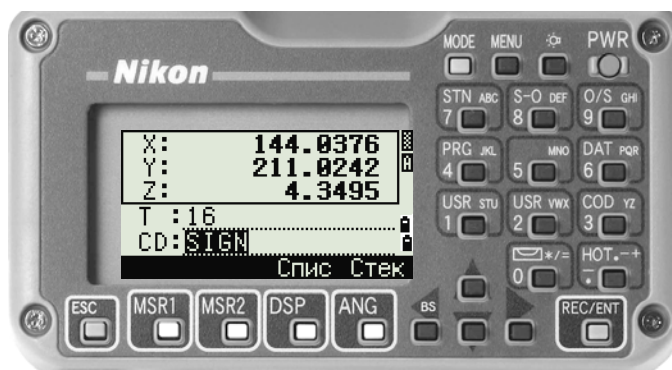 MODE MENU PWR
Nikon
STN ABC S-O DEF O/S GHI
7 8 9
X: 144.0376
Y: 211.0242
Z: 4.3495
T :16
CD:SIGN
Спис Стек
PRG JKL MNO DAT PQR
4 5 6
USR STU USR VWX COD YZ
1 2 3
*/= HOT.-+
0 -.
ESC MSR1 MSR2 DSP ANG BS REC/ENT